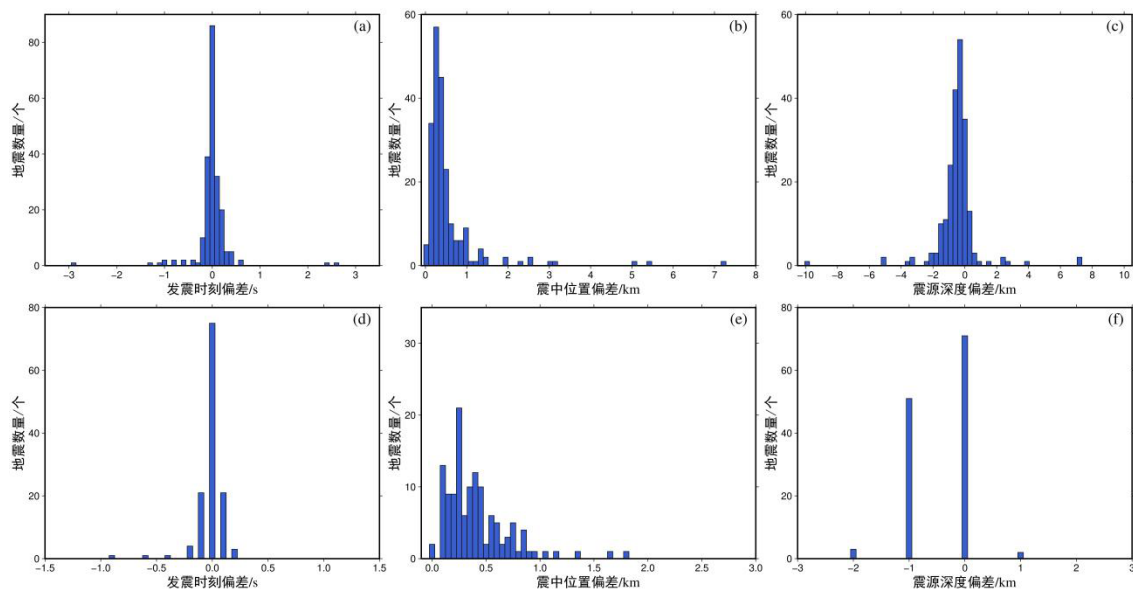 (a)
80
60
40
20
0
地震数量/个
−3 −2 −1 0 1 2 3
发震时刻偏差/s
(b)
60
40
20
0
地震数量/个
0 1 2 3 4 5 6 7 8
震中位置偏差/km
(c)
60
40
20
0
地震数量/个
−10 −8 −6 −4 −2 0 2 4 6 8 10
震源深度偏差/km
(d)
80
60
40
20
0
地震数量/个
−1.5 −1.0 −0.5 0.0 0.5 1.0 1.5
发震时刻偏差/s
(e)
30
20
10
0
地震数量/个
0.0 0.5 1.0 1.5 2.0 2.5 3.0
震中位置偏差/km
(f)
80
60
40
20
0
地震数量/个
−3 −2 −1 0 1 2 3
震源深度偏差/km